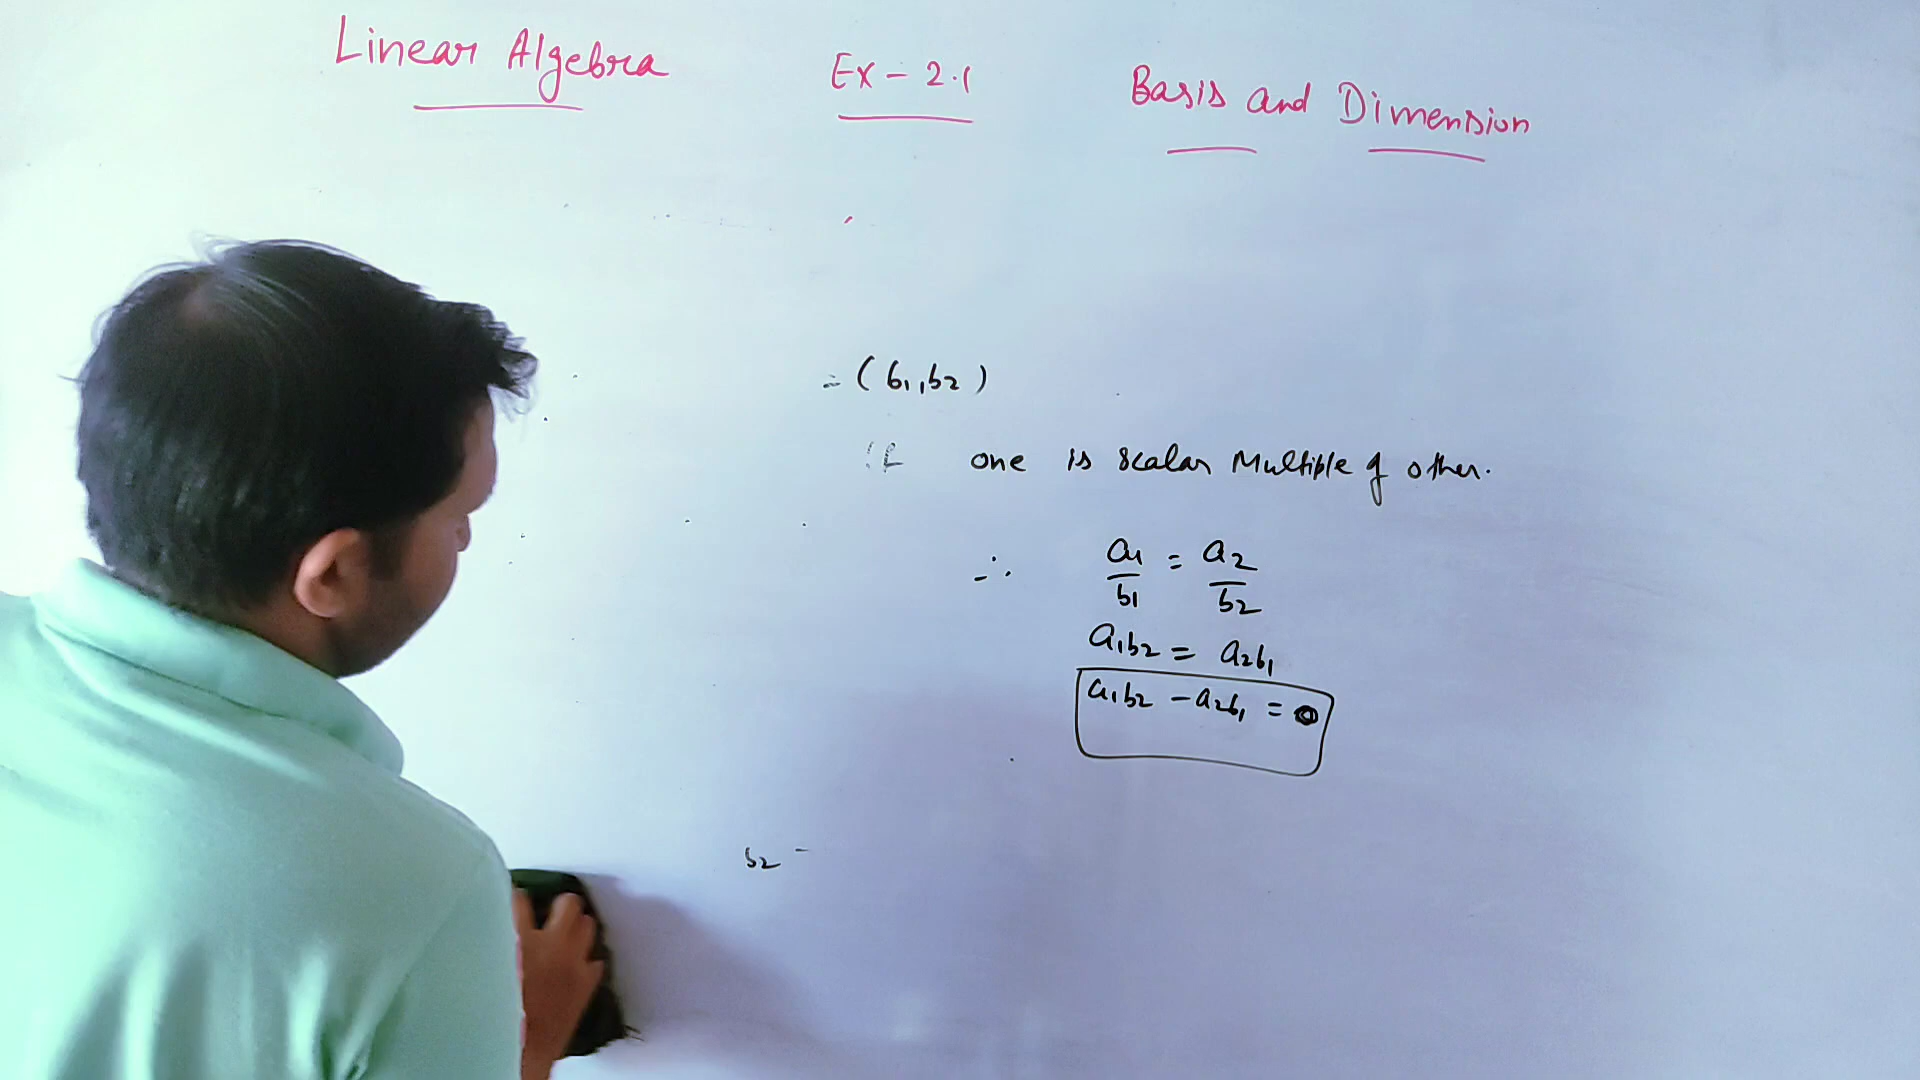 Linear Algebra Ex - 2.1 Basis and Dimension
= (b₁, b₂)
if one is scalar Multiple of other.
∴ a₁/b₁ = a₂/b₂
a₁b₂ = a₂b₁
a₁b₂ - a₂b₁ = 0
b₂ -